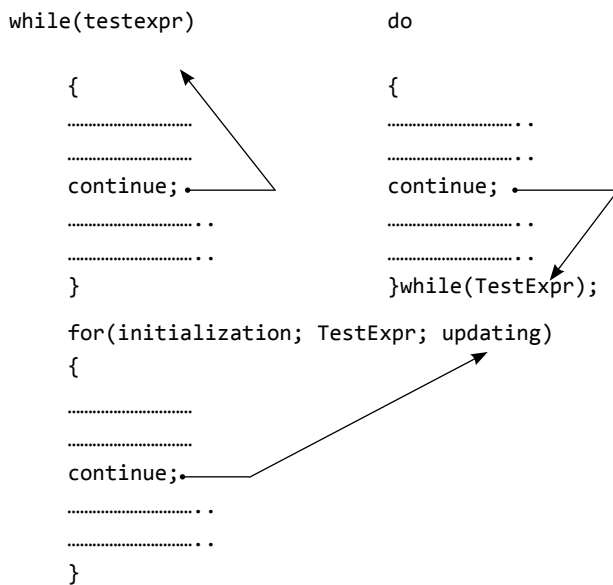 while(testexpr)
{
………………………
………………………
continue;
………………………..
………………………..
}
do
{
………………………..
………………………..
continue;
………………………..
………………………..
}while(TestExpr);
for(initialization; TestExpr; updating)
{
………………………
………………………
continue;
………………………..
………………………..
}